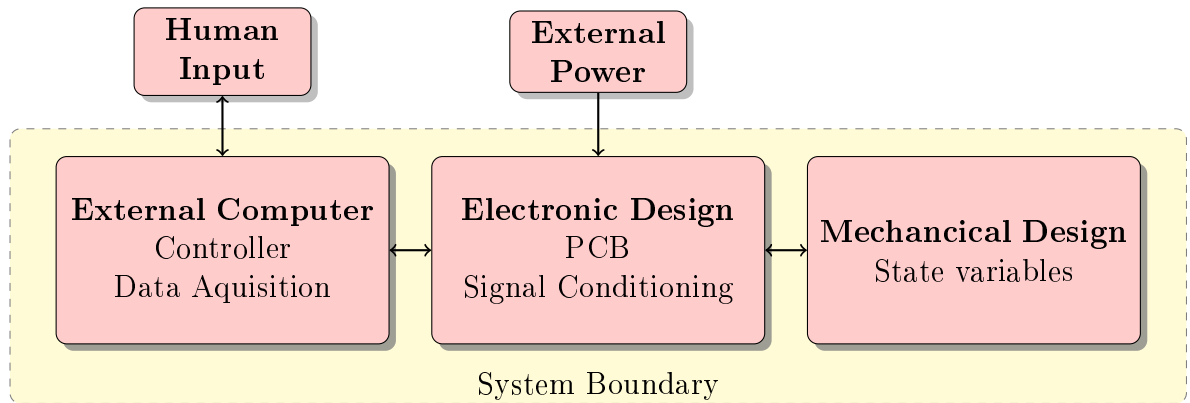 Human
Input
External
Power
External Computer
Controller
Data Aquisition
Electronic Design
PCB
Signal Conditioning
Mechancical Design
State variables
System Boundary